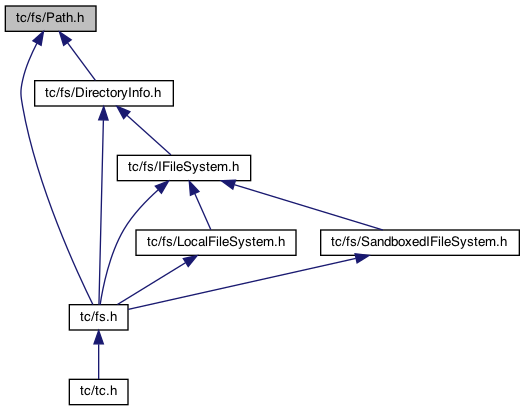 tc/fs/Path.h
tc/fs/DirectoryInfo.h
tc/fs/IFileSystem.h
tc/fs/LocalFileSystem.h
tc/fs/SandboxedIFileSystem.h
tc/fs.h
tc/tc.h